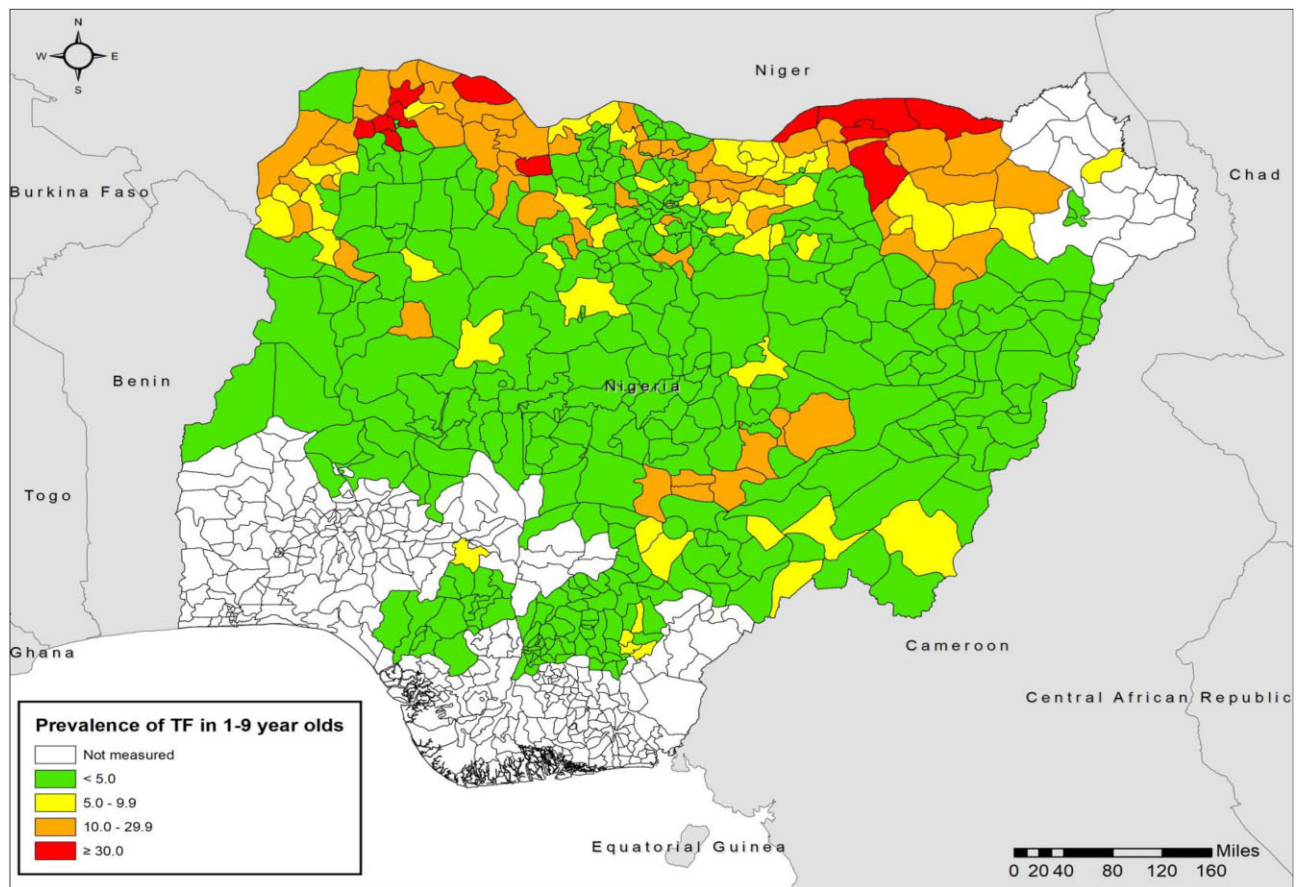 N
W E
S
Niger
Burkina Faso
Chad
Nigeria
Benin
Togo
Ghana
Cameroon
Central African Republic
Equatorial Guinea
Prevalence of TF in 1-9 year olds
Not measured
< 5.0
5.0 - 9.9
10.0 - 29.9
≥ 30.0
Miles
0 20 40 80 120 160